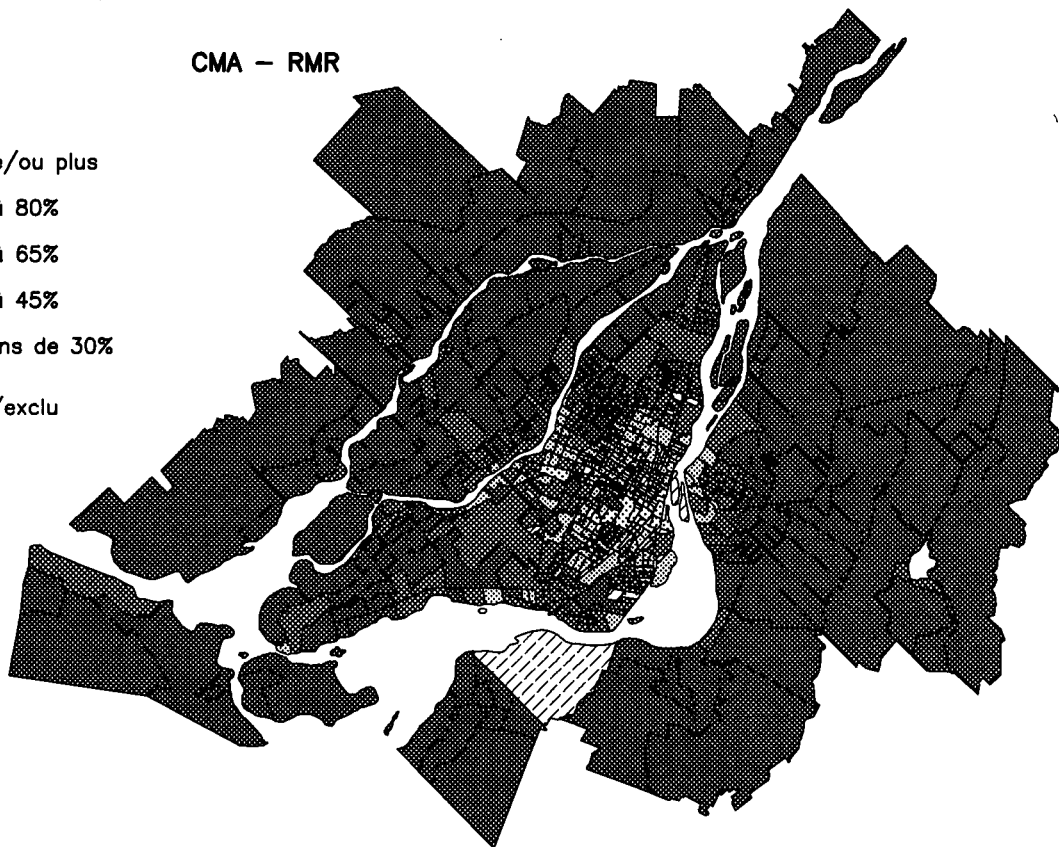 CMA – RMR
/ou plus
à 80%
à 65%
à 45%
ns de 30%
/exclu